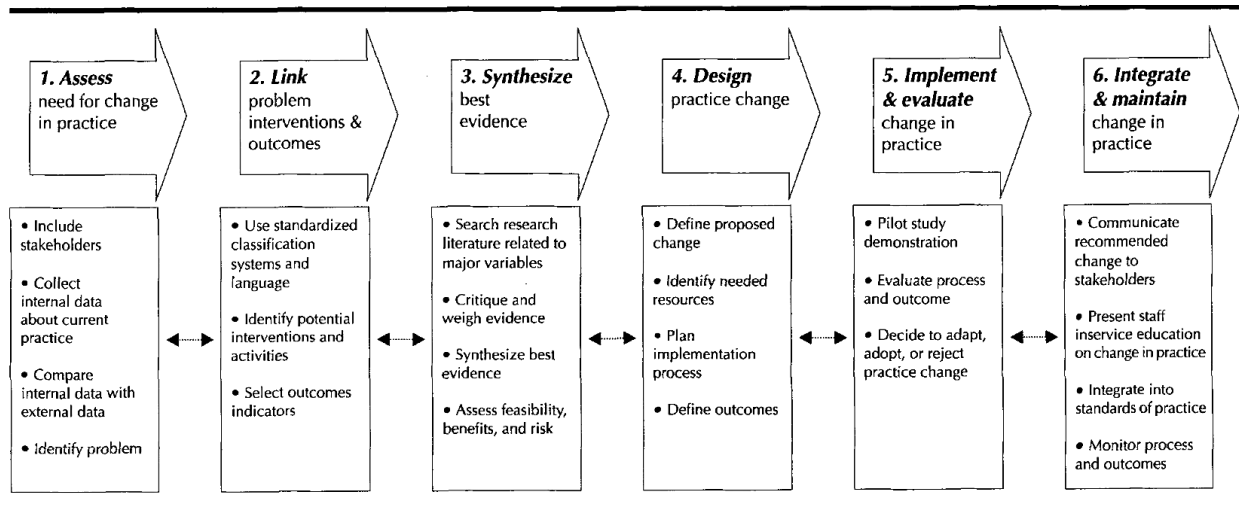 1. Assess
need for change
in practice
2. Link
problem
interventions &
outcomes
3. Synthesize
best
evidence
4. Design
practice change
5. Implement
& evaluate
change in
practice
6. Integrate
& maintain
change in
practice
• Include
stakeholders
• Collect
internal data
about current
practice
• Compare
internal data with
external data
• Identify problem
• Use standardized
classification
systems and
language
• Identify potential
interventions and
activities
• Select outcomes
indicators
• Search research
literature related to
major variables
• Critique and
weigh evidence
• Synthesize best
evidence
• Assess feasibility,
benefits, and risk
• Define proposed
change
• Identify needed
resources
• Plan
implementation
process
• Define outcomes
• Pilot study
demonstration
• Evaluate process
and outcome
• Decide to adapt,
adopt, or reject
practice change
• Communicate
recommended
change to
stakeholders
• Present staff
inservice education
on change in practice
• Integrate into
standards of practice
• Monitor process
and outcomes